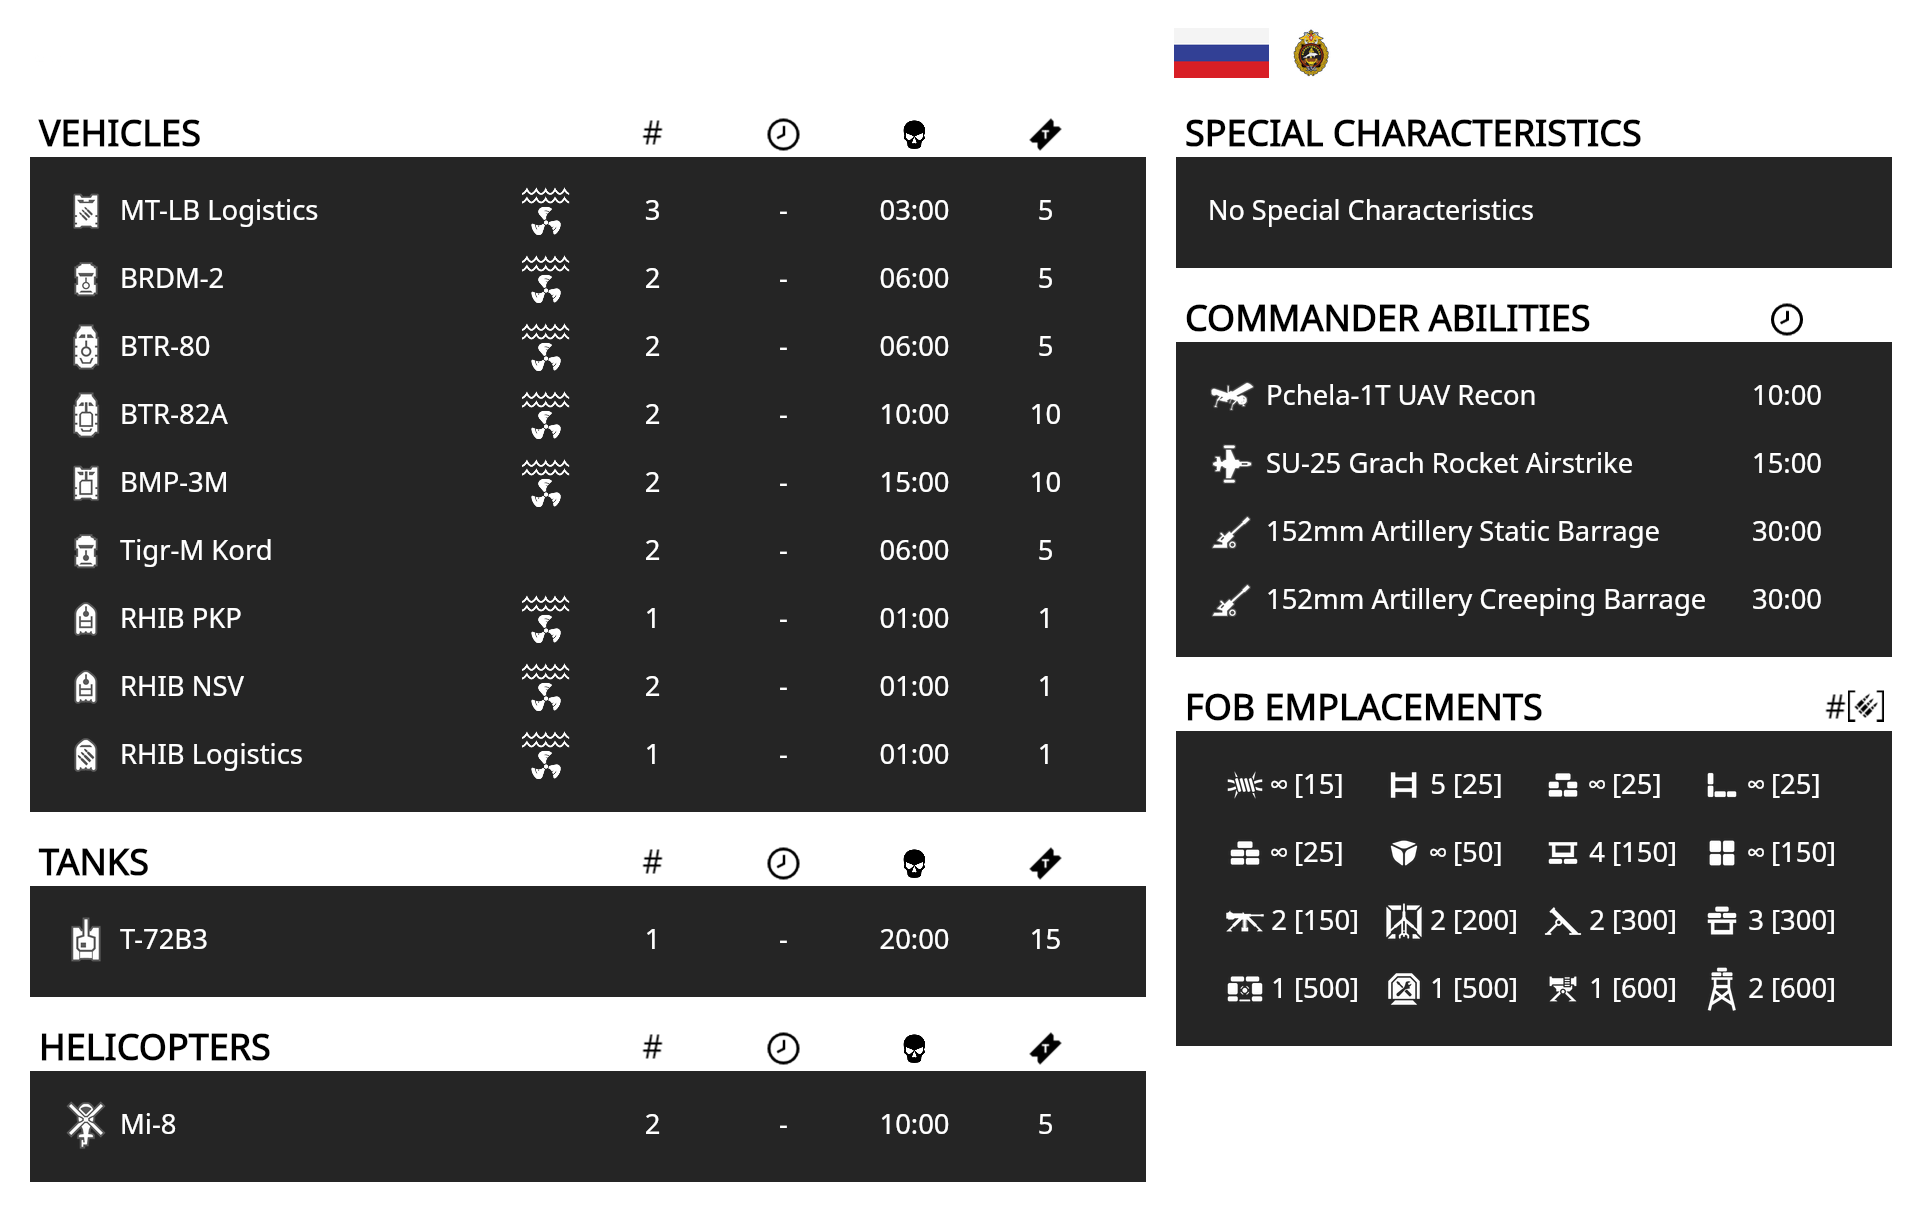 VEHICLES #
MT-LB Logistics 3 - 03:00 5
BRDM-2 2 - 06:00 5
BTR-80 2 - 06:00 5
BTR-82A 2 - 10:00 10
BMP-3M 2 - 15:00 10
Tigr-M Kord 2 - 06:00 5
RHIB PKP 1 - 01:00 1
RHIB NSV 2 - 01:00 1
RHIB Logistics 1 - 01:00 1
TANKS #
T-72B3 1 - 20:00 15
HELICOPTERS #
Mi-8 2 - 10:00 5
SPECIAL CHARACTERISTICS
No Special Characteristics
COMMANDER ABILITIES
Pchela-1T UAV Recon 10:00
SU-25 Grach Rocket Airstrike 15:00
152mm Artillery Static Barrage 30:00
152mm Artillery Creeping Barrage 30:00
FOB EMPLACEMENTS #[]
∞ [15] 5 [25] ∞ [25] ∞ [25]
∞ [25] ∞ [50] 4 [150] ∞ [150]
2 [150] 2 [200] 2 [300] 3 [300]
1 [500] 1 [500] 1 [600] 2 [600]